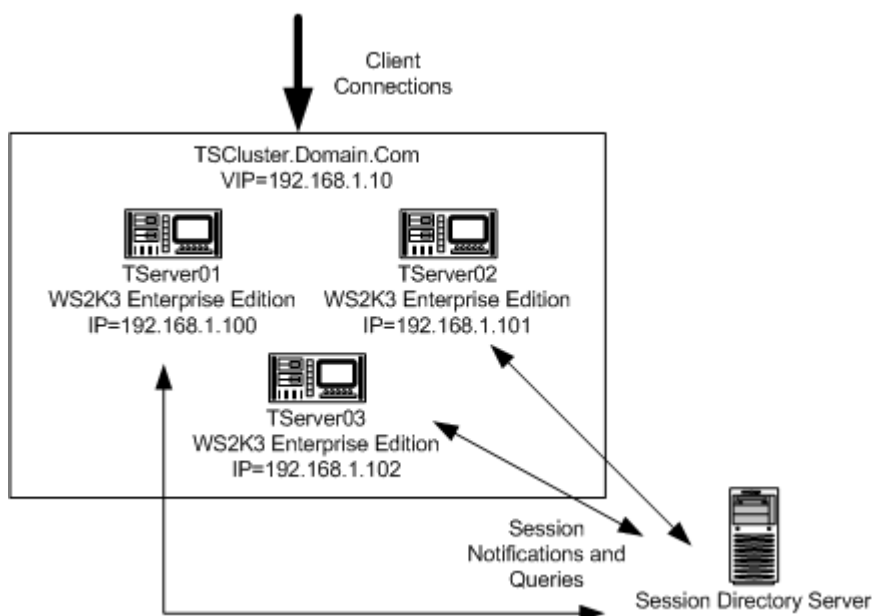 Client
Connections
TSCluster.Domain.Com
VIP=192.168.1.10
TServer01
WS2K3 Enterprise Edition
IP=192.168.1.100
TServer02
WS2K3 Enterprise Edition
IP=192.168.1.101
TServer03
WS2K3 Enterprise Edition
IP=192.168.1.102
Session
Notifications and
Queries
Session Directory Server